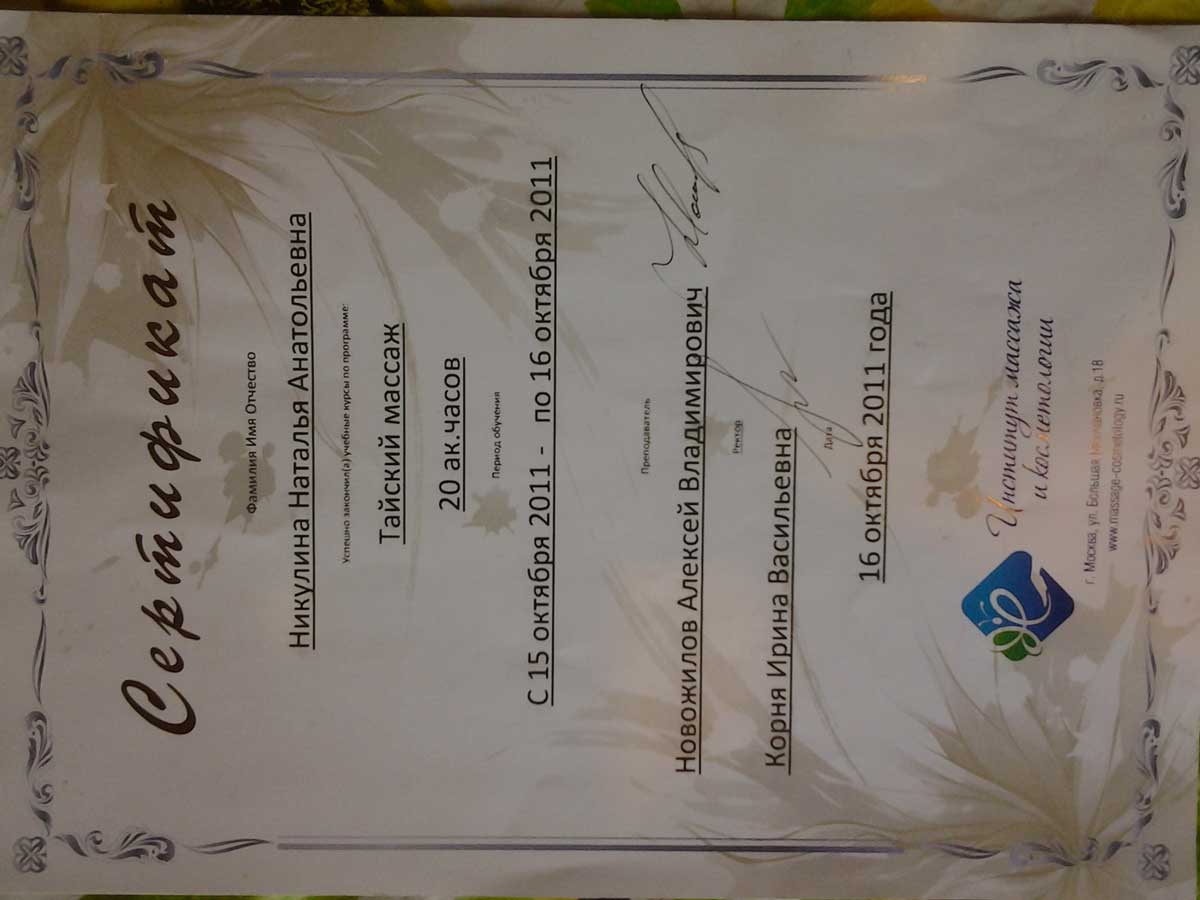 Сертификат
Фамилия Имя Отчество
Никулина Наталья Анатольевна
Успешно закончил(а) учебные курсы по программе:
Тайский массаж
20 ак.часов
Период обучения
С 15 октября 2011 - по 16 октября 2011
Преподаватель
Новожилов Алексей Владимирович
Ректор
Корня Ирина Васильевна
Дата
16 октября 2011 года
Институт массажа
и косметологии
г. Москва, ул. Большая Молчановка, д.18
www.massage-cosmetology.ru